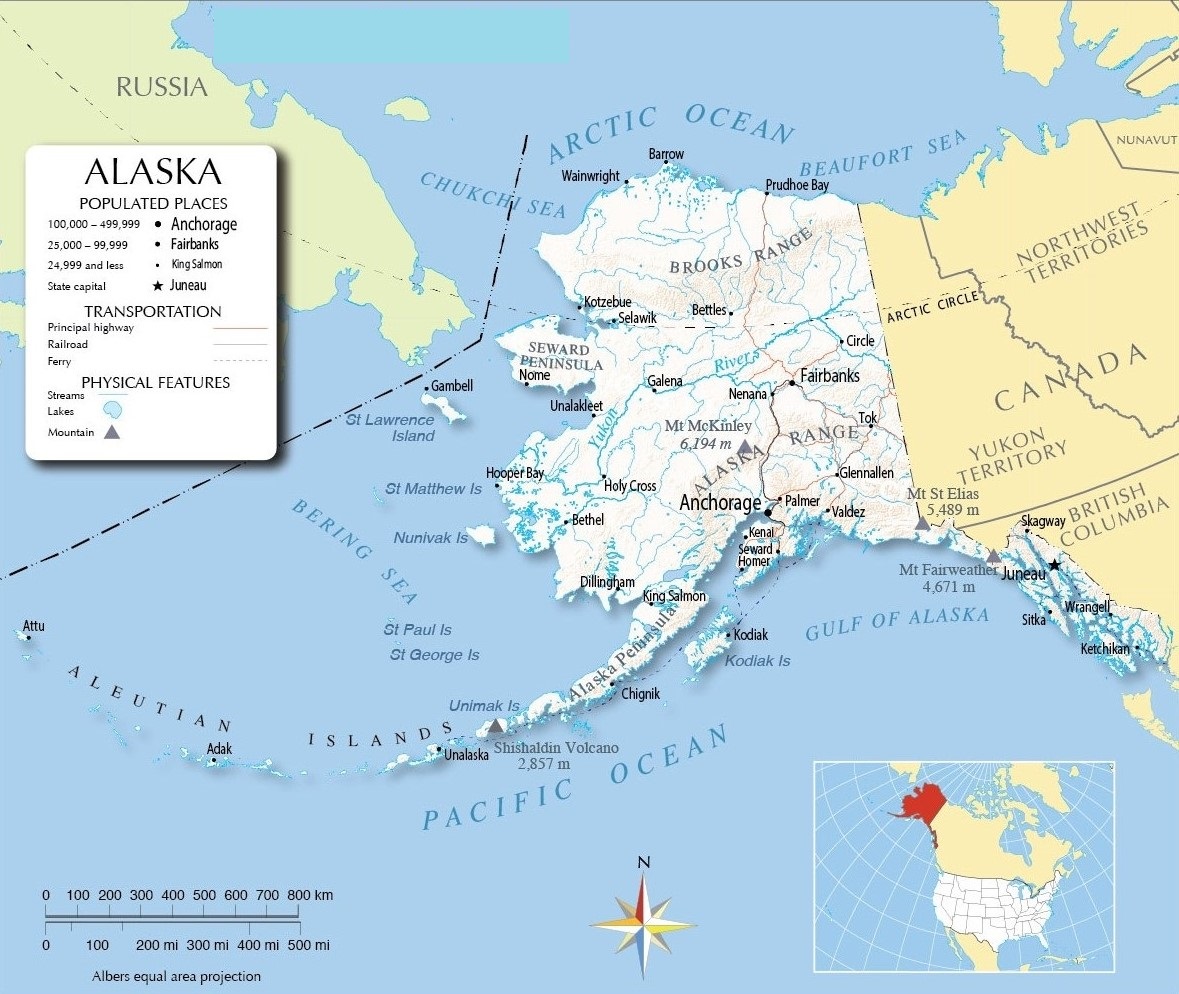 RUSSIA
ALASKA
POPULATED PLACES
100,000 – 499,999 Anchorage
25,000 – 99,999 Fairbanks
24,999 and less King Salmon
State capital Juneau
TRANSPORTATION
Principal highway
Railroad
Ferry
PHYSICAL FEATURES
Streams
Lakes
Mountain
ARCTIC OCEAN
CHUKCHI SEA
BEAUFORT SEA
NUNAVUT
Barrow
Wainwright
Prudhoe Bay
NORTHWEST
TERRITORIES
BROOKS RANGE
ARCTIC CIRCLE
Kotzebue
Selawik
Bettles
SEWARD
PENINSULA
Nome
Circle
CANADA
Gambell
Galena
Rivers
Yukon
Fairbanks
Nenana
Unalakleet
St Lawrence
Island
Mt McKinley
6,194 m
ALASKA RANGE
Tok
YUKON
TERRITORY
Hooper Bay
St Matthew Is
Holy Cross
Glennallen
Mt St Elias
5,489 m
BRITISH
COLUMBIA
Anchorage
Palmer
Valdez
Skagway
BERING
SEA
Nunivak Is
Bethel
Kenai
Seward
Homer
Mt Fairweather
4,671 m
Juneau
Dillingham
King Salmon
Wrangell
Sitka
Ketchikan
GULF OF ALASKA
Attu
St Paul Is
St George Is
Kodiak
Kodiak Is
Alaska Peninsula
Chignik
ALEUTIAN
ISLANDS
Unimak Is
Adak
Unalaska
Shishaldin Volcano
2,857 m
PACIFIC OCEAN
N
0 100 200 300 400 500 600 700 800 km
0 100 200 mi 300 mi 400 mi 500 mi
Albers equal area projection